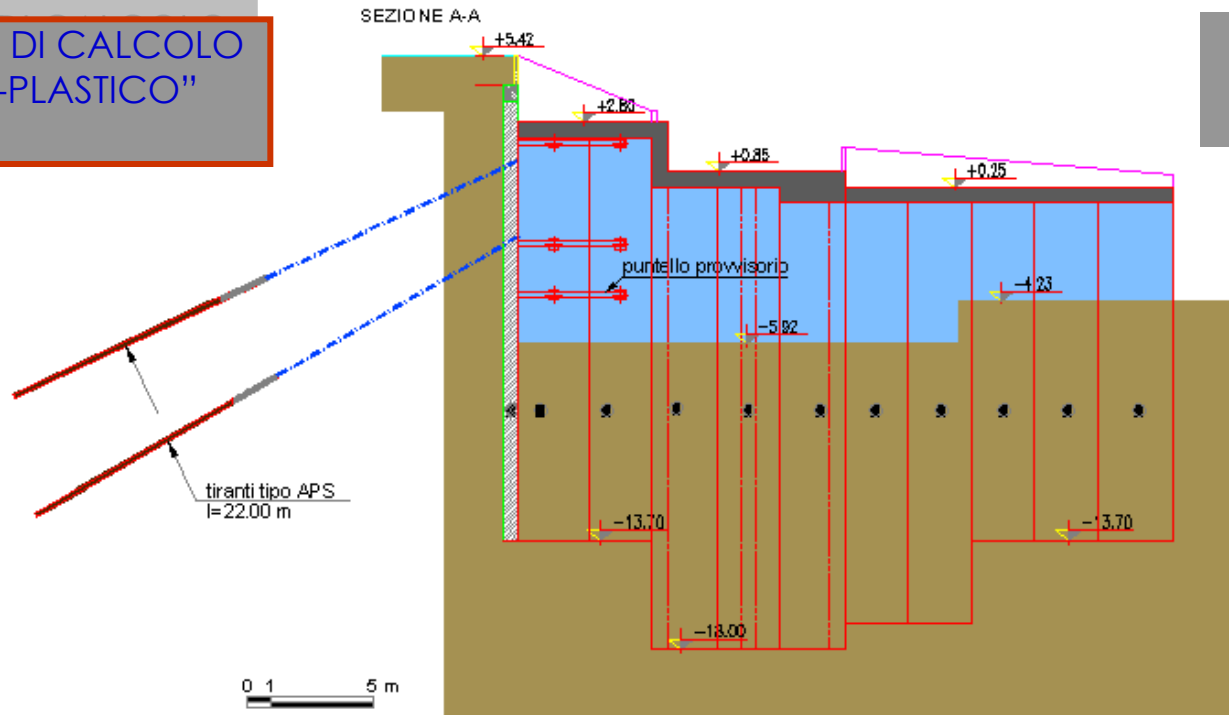 SEZIONE A-A
DI CALCOLO
-PLASTICO”
+5.42
+2.80
+0.85
+0.25
puntello provvisorio
-4.23
-5.92
tiranti tipo APS
l=22.00 m
-13.70
-13.70
-18.00
0 1 5 m